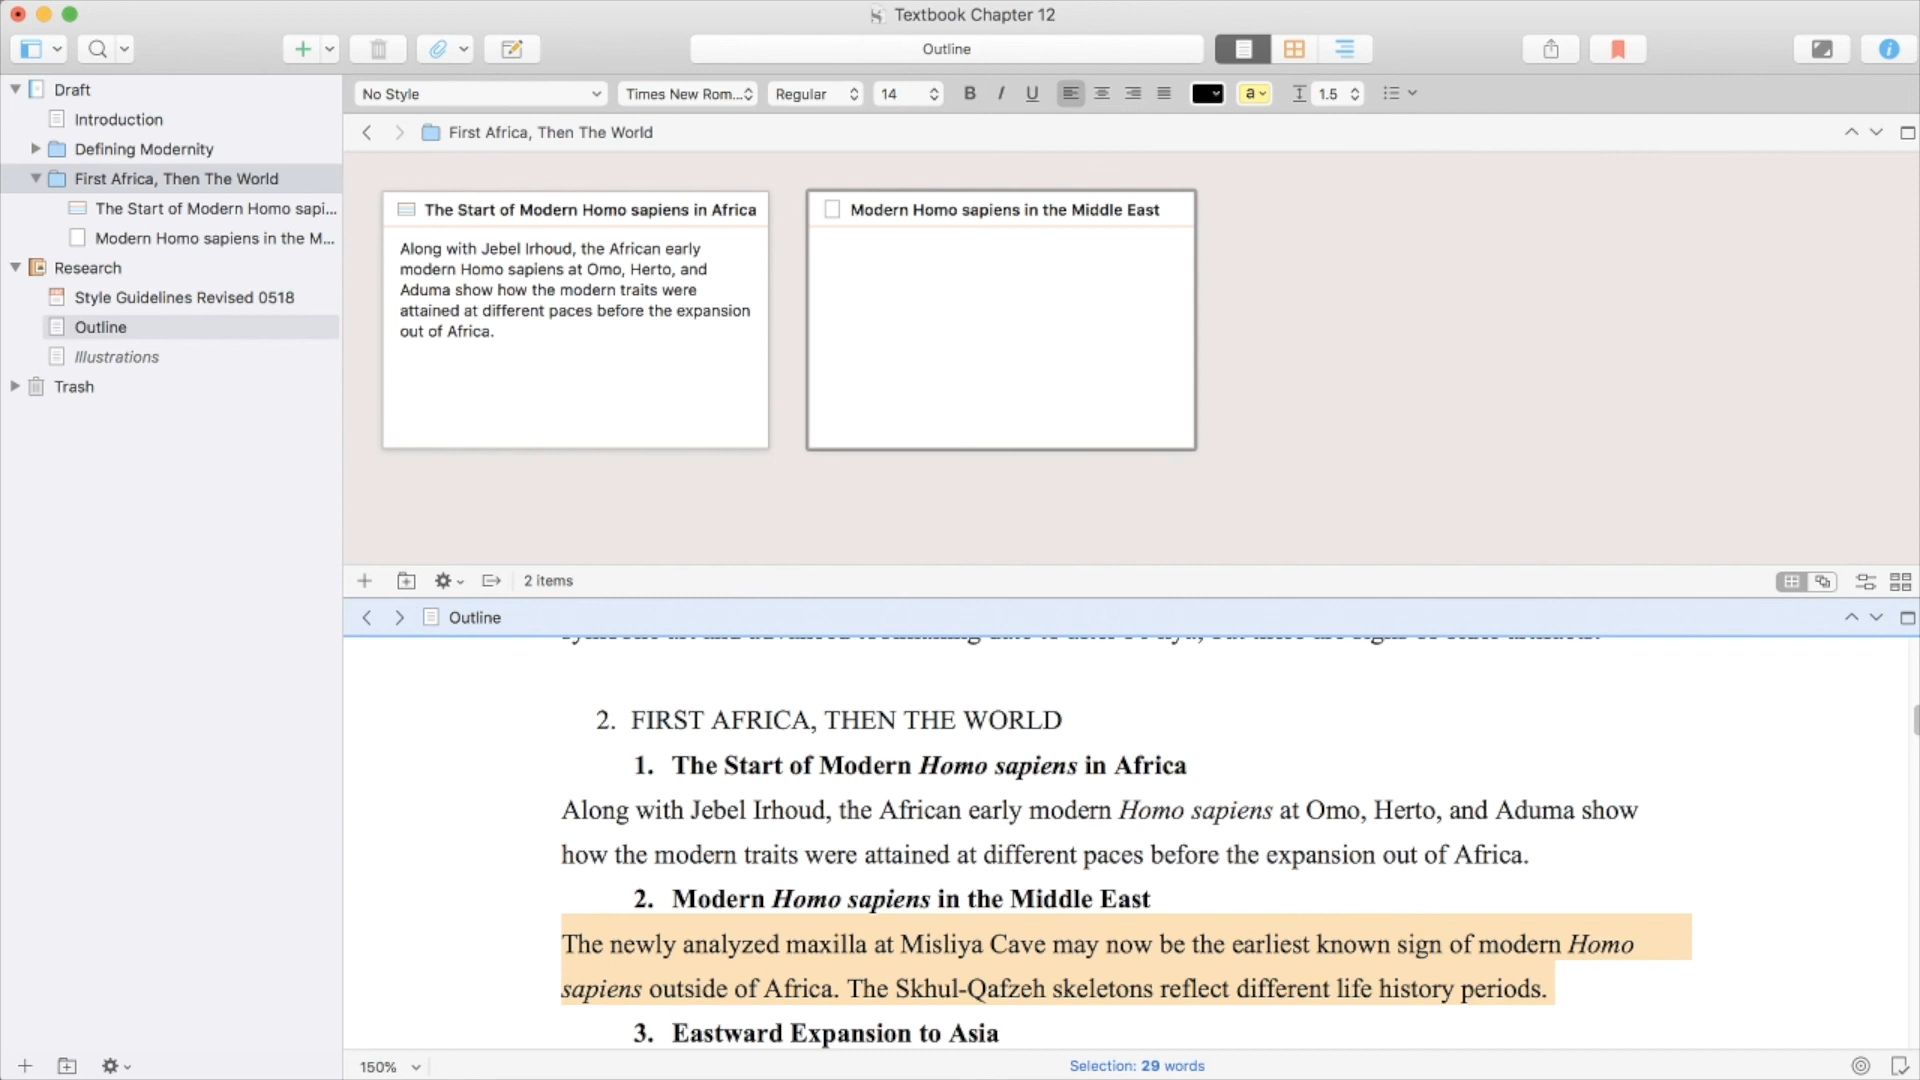 Textbook Chapter 12
Outline
Draft
Introduction
Defining Modernity
First Africa, Then The World
The Start of Modern Homo sapi...
Modern Homo sapiens in the M...
Research
Style Guidelines Revised 0518
Outline
Illustrations
Trash
No Style
Times New Rom...
Regular
14
B
I
U
a
1.5
First Africa, Then The World
The Start of Modern Homo sapiens in Africa
Along with Jebel Irhoud, the African early
modern Homo sapiens at Omo, Herto, and
Aduma show how the modern traits were
attained at different paces before the expansion
out of Africa.
Modern Homo sapiens in the Middle East
2 items
Outline
2. FIRST AFRICA, THEN THE WORLD
1. The Start of Modern Homo sapiens in Africa
Along with Jebel Irhoud, the African early modern Homo sapiens at Omo, Herto, and Aduma show
how the modern traits were attained at different paces before the expansion out of Africa.
2. Modern Homo sapiens in the Middle East
The newly analyzed maxilla at Misliya Cave may now be the earliest known sign of modern Homo
sapiens outside of Africa. The Skhul-Qafzeh skeletons reflect different life history periods.
3. Eastward Expansion to Asia
150%
Selection: 29 words